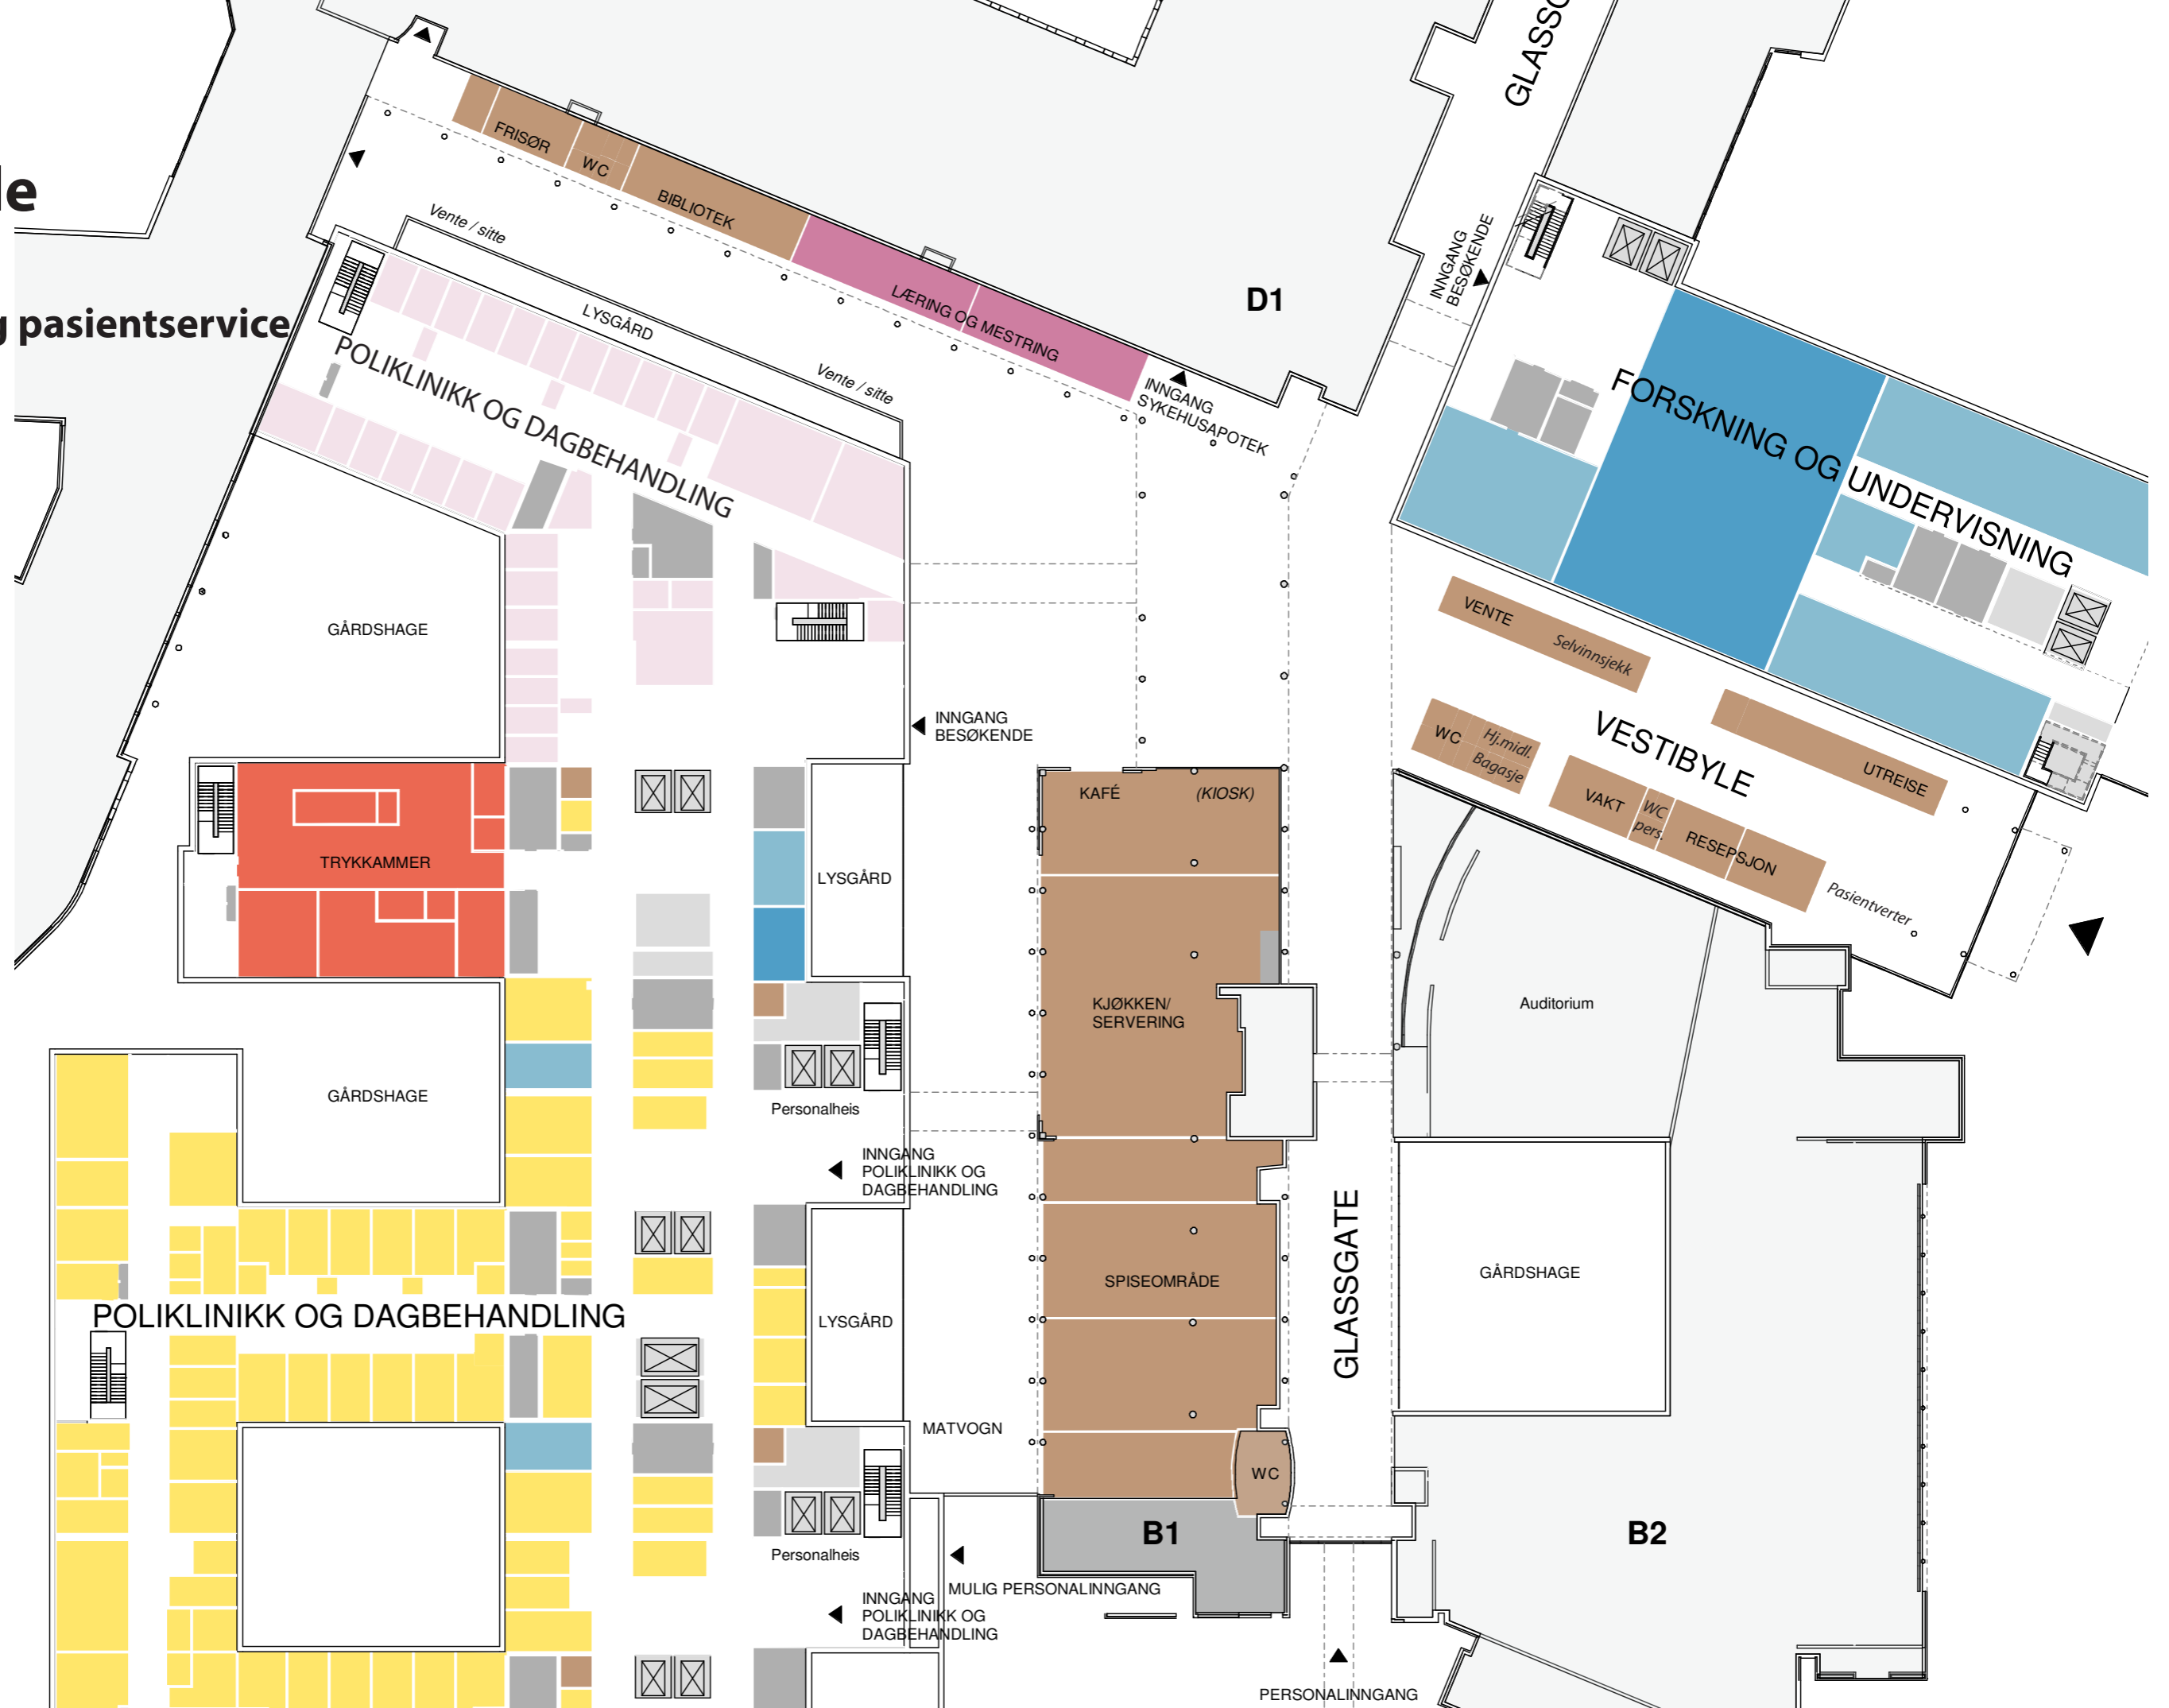 GLASSG
le
g pasientservice
FRISØR
WC
BIBLIOTEK
LÆRING OG MESTRING
Vente / sitte
LYSGÅRD
Vente / sitte
POLIKLINIKK OG DAGBEHANDLING
D1
INNGANG
BESØKENDE
INNGANG
SYKEHUSAPOTEK
FORSKNING OG UNDERVISNING
GÅRDSHAGE
VENTE
Selvinnsjekk
INNGANG
BESØKENDE
WC
Hj.midl.
Bagasje
VESTIBYLE
UTREISE
VAKT
WC
pers.
RESEPSJON
Pasientverter
KAFÉ
(KIOSK)
TRYKKAMMER
LYSGÅRD
KJØKKEN/
SERVERING
Auditorium
GÅRDSHAGE
Personalheis
INNGANG
POLIKLINIKK OG
DAGBEHANDLING
GLASSGATE
SPISEOMRÅDE
GÅRDSHAGE
POLIKLINIKK OG DAGBEHANDLING
LYSGÅRD
MATVOGN
WC
B1
B2
Personalheis
MULIG PERSONALINNGANG
INNGANG
POLIKLINIKK OG
DAGBEHANDLING
PERSONALINNGANG